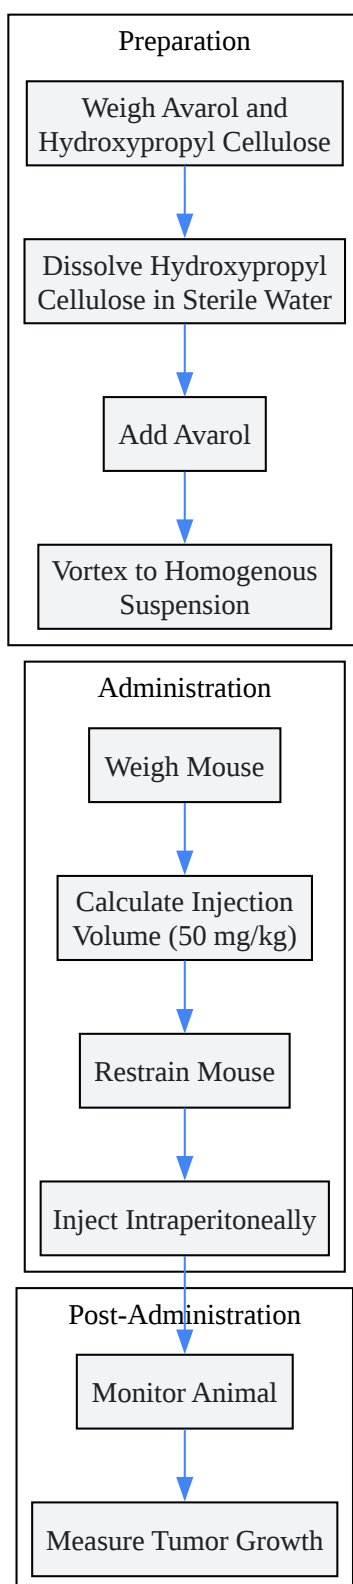 Preparation
Weigh Avarol and
Hydroxypropyl Cellulose
Dissolve Hydroxypropyl
Cellulose in Sterile Water
Add Avarol
Vortex to Homogenous
Suspension
Administration
Weigh Mouse
Calculate Injection
Volume (50 mg/kg)
Restrain Mouse
Inject Intraperitoneally
Post-Administration
Monitor Animal
Measure Tumor Growth